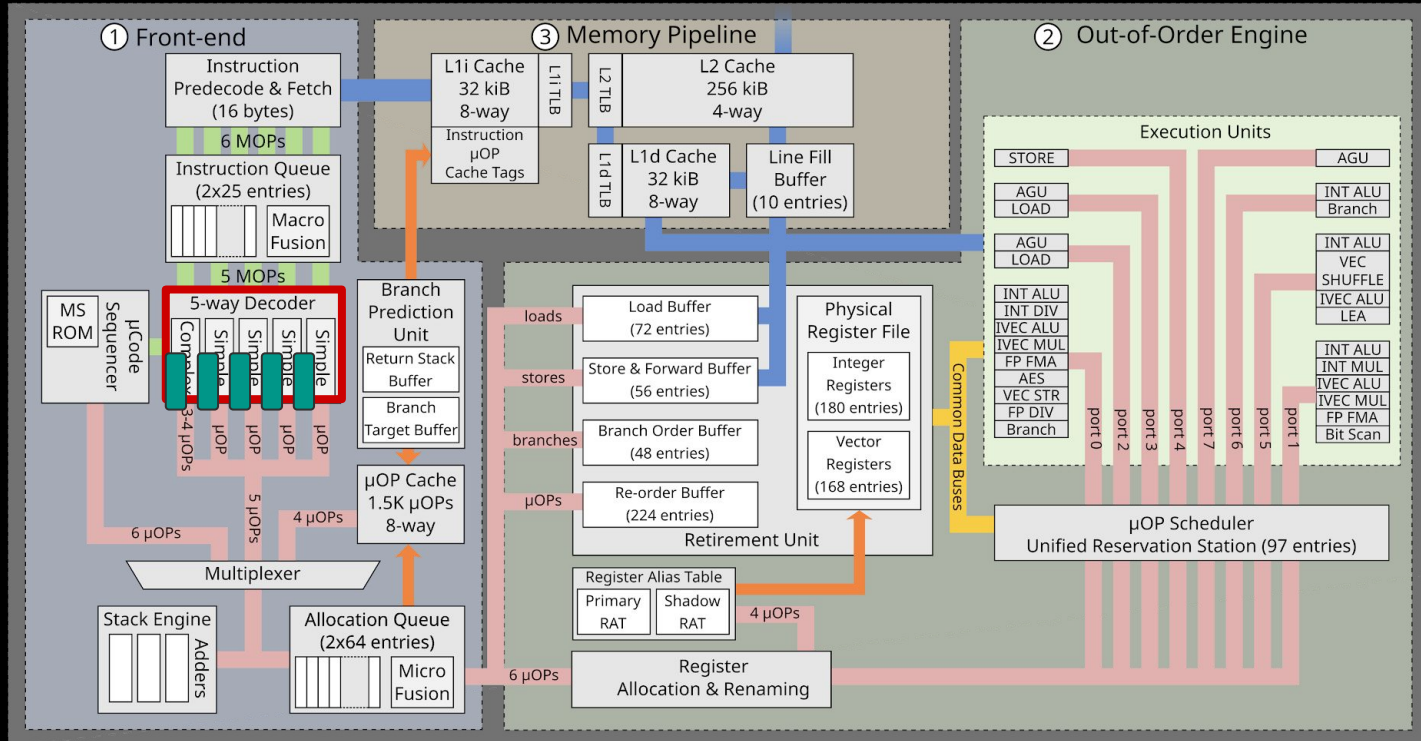 ① Front-end
Instruction
Predecode & Fetch
(16 bytes)
6 MOPs
Instruction Queue
(2x25 entries)
Macro
Fusion
5 MOPs
5-way Decoder
Complex
Simple
Simple
Simple
Simple
MS
ROM
µCode
Sequencer
3-4 µOPs
µOP
µOP
µOP
µOP
5 µOPs
6 µOPs
4 µOPs
Branch
Prediction
Unit
Return Stack
Buffer
Branch
Target Buffer
µOP Cache
1.5K µOPs
8-way
Multiplexer
Stack Engine
Adders
Allocation Queue
(2x64 entries)
Micro
Fusion
③ Memory Pipeline
L1i Cache
32 kiB
8-way
L1i TLB
Instruction
µOP
Cache Tags
L2 TLB
L2 Cache
256 kiB
4-way
L1d TLB
L1d Cache
32 kiB
8-way
Line Fill
Buffer
(10 entries)
② Out-of-Order Engine
Execution Units
STORE
AGU
LOAD
AGU
LOAD
INT ALU
INT DIV
IVEC ALU
IVEC MUL
FP FMA
AES
VEC STR
FP DIV
Branch
port 0
port 2
port 3
port 4
port 7
port 6
port 5
port 1
AGU
INT ALU
Branch
INT ALU
VEC
SHUFFLE
IVEC ALU
LEA
INT ALU
INT MUL
IVEC ALU
IVEC MUL
FP FMA
Bit Scan
loads
stores
branches
µOPs
Load Buffer
(72 entries)
Store & Forward Buffer
(56 entries)
Branch Order Buffer
(48 entries)
Re-order Buffer
(224 entries)
Physical
Register File
Integer
Registers
(180 entries)
Vector
Registers
(168 entries)
Retirement Unit
Common Data Buses
µOP Scheduler
Unified Reservation Station (97 entries)
Register Alias Table
Primary
RAT
Shadow
RAT
4 µOPs
6 µOPs
Register
Allocation & Renaming